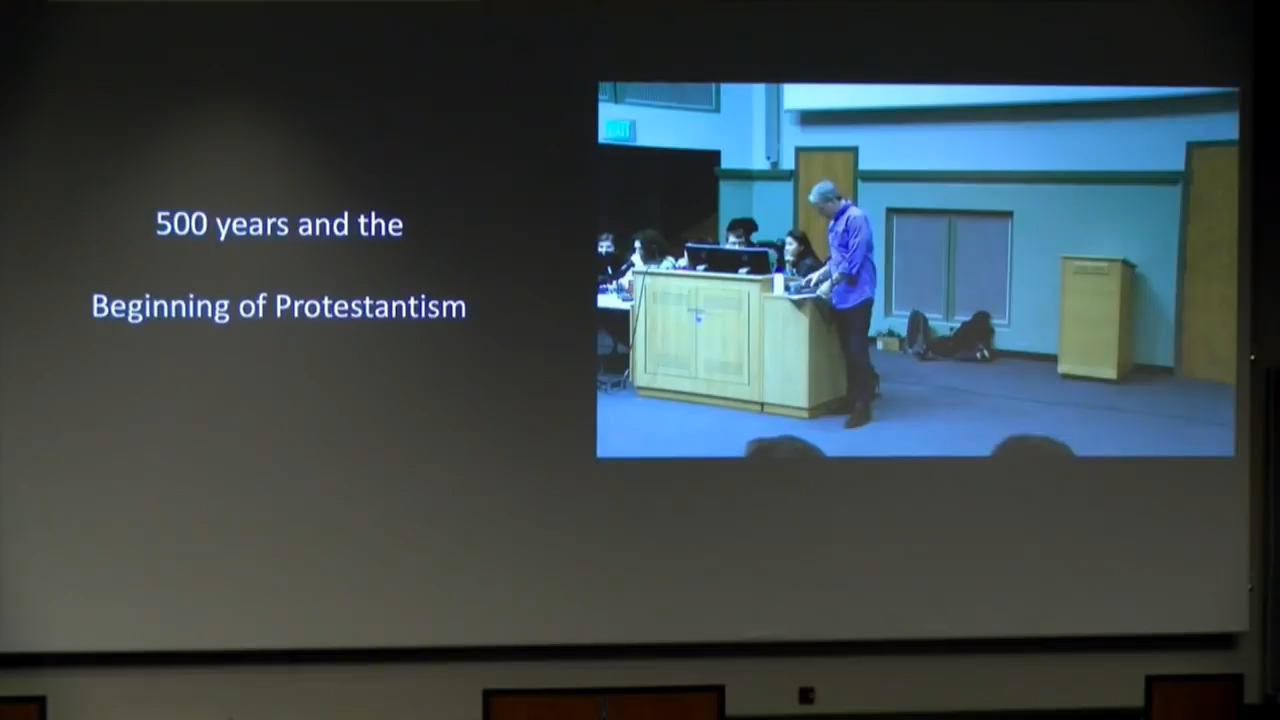 500 years and the
Beginning of Protestantism
EXIT